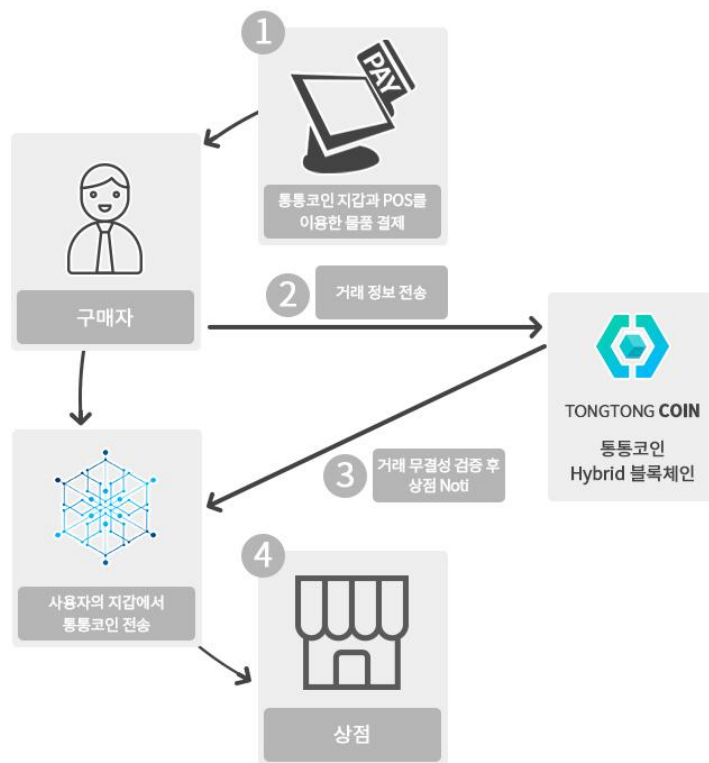 1
PAY
통통코인 지갑과 POS를
이용한 물품 결제
구매자
2
거래 정보 전송
TONGTONG COIN
통통코인
Hybrid 블록체인
3
거래 무결성 검증 후
상점 Noti
사용자의 지갑에서
통통코인 전송
4
상점